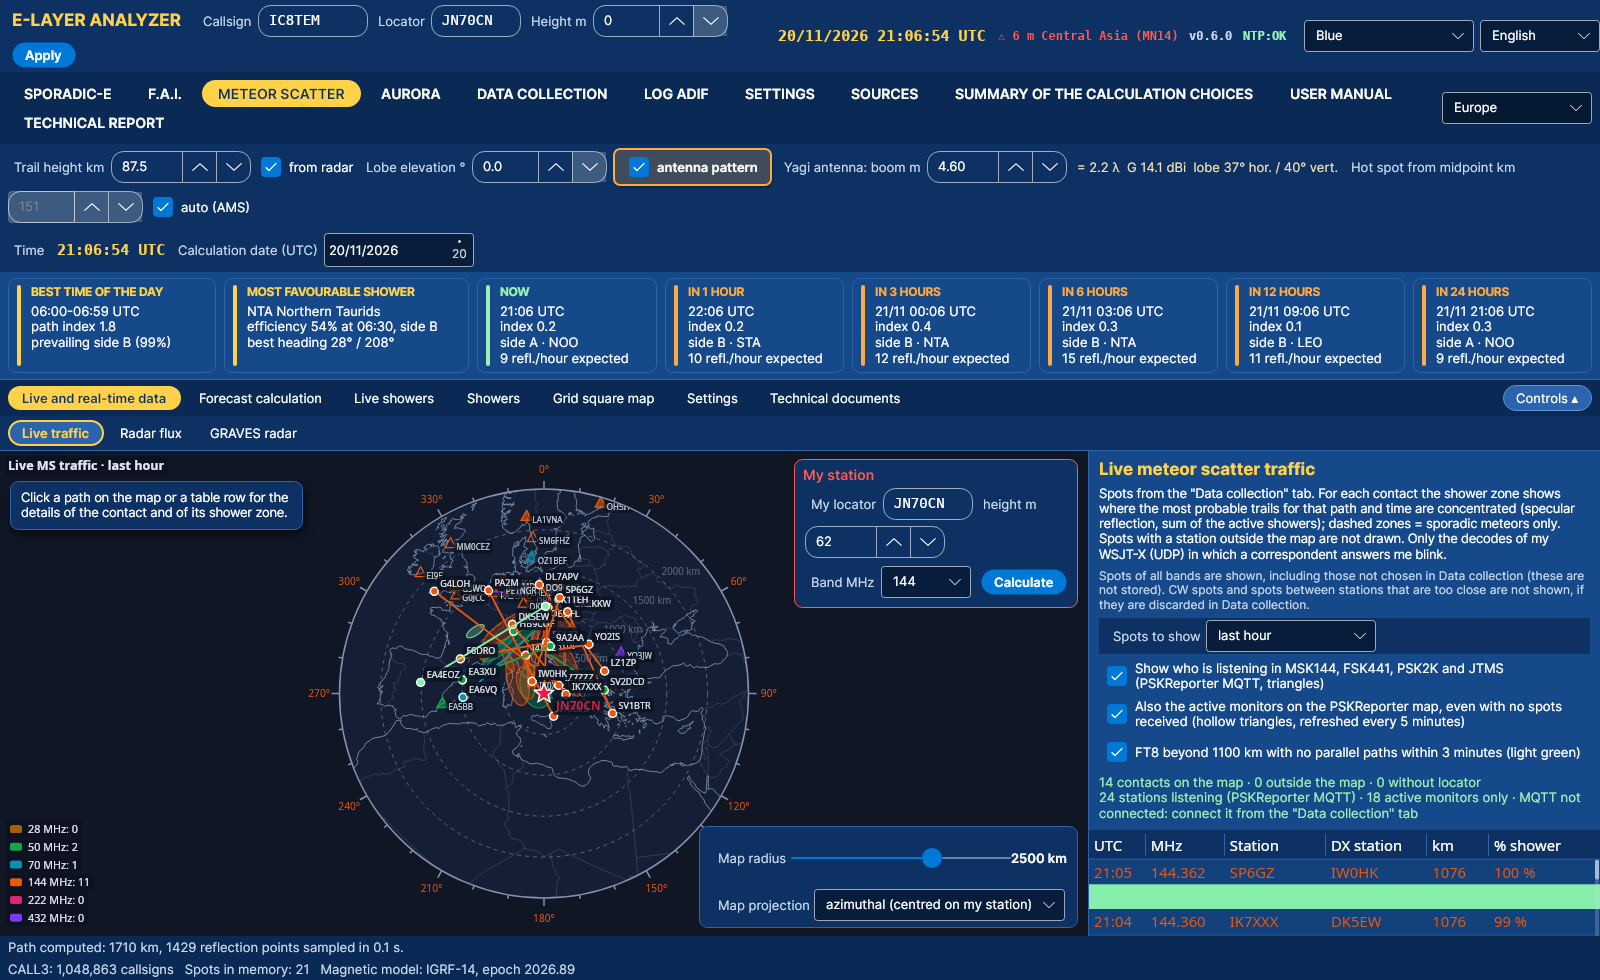 E-LAYER ANALYZER
Callsign IC8TEM Locator JN70CN Height m 0
Apply
20/11/2026 21:06:54 UTC ⚠ 6 m Central Asia (MN14) v0.6.0 NTP:OK
Blue
English
SPORADIC-E F.A.I. METEOR SCATTER AURORA DATA COLLECTION LOG ADIF SETTINGS SOURCES SUMMARY OF THE CALCULATION CHOICES USER MANUAL
TECHNICAL REPORT
Europe
Trail height km 87.5 from radar Lobe elevation ° 0.0 antenna pattern Yagi antenna: boom m 4.60 = 2.2 λ G 14.1 dBi lobe 37° hor. / 40° vert. Hot spot from midpoint km
151 auto (AMS)
Time 21:06:54 UTC Calculation date (UTC) 20/11/2026 20
BEST TIME OF THE DAY
06:00-06:59 UTC
path index 1.8
prevailing side B (99%)
MOST FAVOURABLE SHOWER
NTA Northern Taurids
efficiency 54% at 06:30, side B
best heading 28° / 208°
NOW
21:06 UTC
index 0.2
side A · NOO
9 refl./hour expected
IN 1 HOUR
22:06 UTC
index 0.2
side B · STA
10 refl./hour expected
IN 3 HOURS
21/11 00:06 UTC
index 0.4
side B · NTA
12 refl./hour expected
IN 6 HOURS
21/11 03:06 UTC
index 0.3
side B · NTA
15 refl./hour expected
IN 12 HOURS
21/11 09:06 UTC
index 0.1
side B · LEO
11 refl./hour expected
IN 24 HOURS
21/11 21:06 UTC
index 0.3
side A · NOO
9 refl./hour expected
Live and real-time data Forecast calculation Live showers Showers Grid square map Settings Technical documents Controls ▴
Live traffic Radar flux GRAVES radar
Live MS traffic · last hour
Click a path on the map or a table row for the
details of the contact and of its shower zone.
0°
30°
60°
90°
120°
150°
180°
210°
240°
270°
300°
330°
2000 km
1500 km
LA1VNA
SM6FHZ
MM0CEZ
OZ1BEF
EI9E
G4LOH
PA2M
DL7APV
SP6GZ
DK5EW
9A2AA
YO2IS
F6DRO
LZ1ZP
EA4EOZ
EA3XU
IW0HK
SV2DCD
EA6VQ
IK7XXX
EA5BB
JN70CN
SV1BTR
My station
My locator JN70CN height m
62
Band MHz 144 Calculate
28 MHz: 0
50 MHz: 2
70 MHz: 1
144 MHz: 11
222 MHz: 0
432 MHz: 0
Map radius 2500 km
Map projection azimuthal (centred on my station)
Live meteor scatter traffic
Spots from the "Data collection" tab. For each contact the shower zone shows
where the most probable trails for that path and time are concentrated (specular
reflection, sum of the active showers); dashed zones = sporadic meteors only.
Spots with a station outside the map are not drawn. Only the decodes of my
WSJT-X (UDP) in which a correspondent answers me blink.
Spots of all bands are shown, including those not chosen in Data collection (these are
not stored). CW spots and spots between stations that are too close are not shown, if
they are discarded in Data collection.
Spots to show last hour
Show who is listening in MSK144, FSK441, PSK2K and JTMS
(PSKReporter MQTT, triangles)
Also the active monitors on the PSKReporter map, even with no spots
received (hollow triangles, refreshed every 5 minutes)
FT8 beyond 1100 km with no parallel paths within 3 minutes (light green)
14 contacts on the map · 0 outside the map · 0 without locator
24 stations listening (PSKReporter MQTT) · 18 active monitors only · MQTT not
connected: connect it from the "Data collection" tab
UTC MHz Station DX station km % shower
21:05 144.362 SP6GZ IW0HK 1076 100 %
21:04 144.360 IK7XXX DK5EW 1076 99 %
Path computed: 1710 km, 1429 reflection points sampled in 0.1 s.
CALL3: 1,048,863 callsigns Spots in memory: 21 Magnetic model: IGRF-14, epoch 2026.89